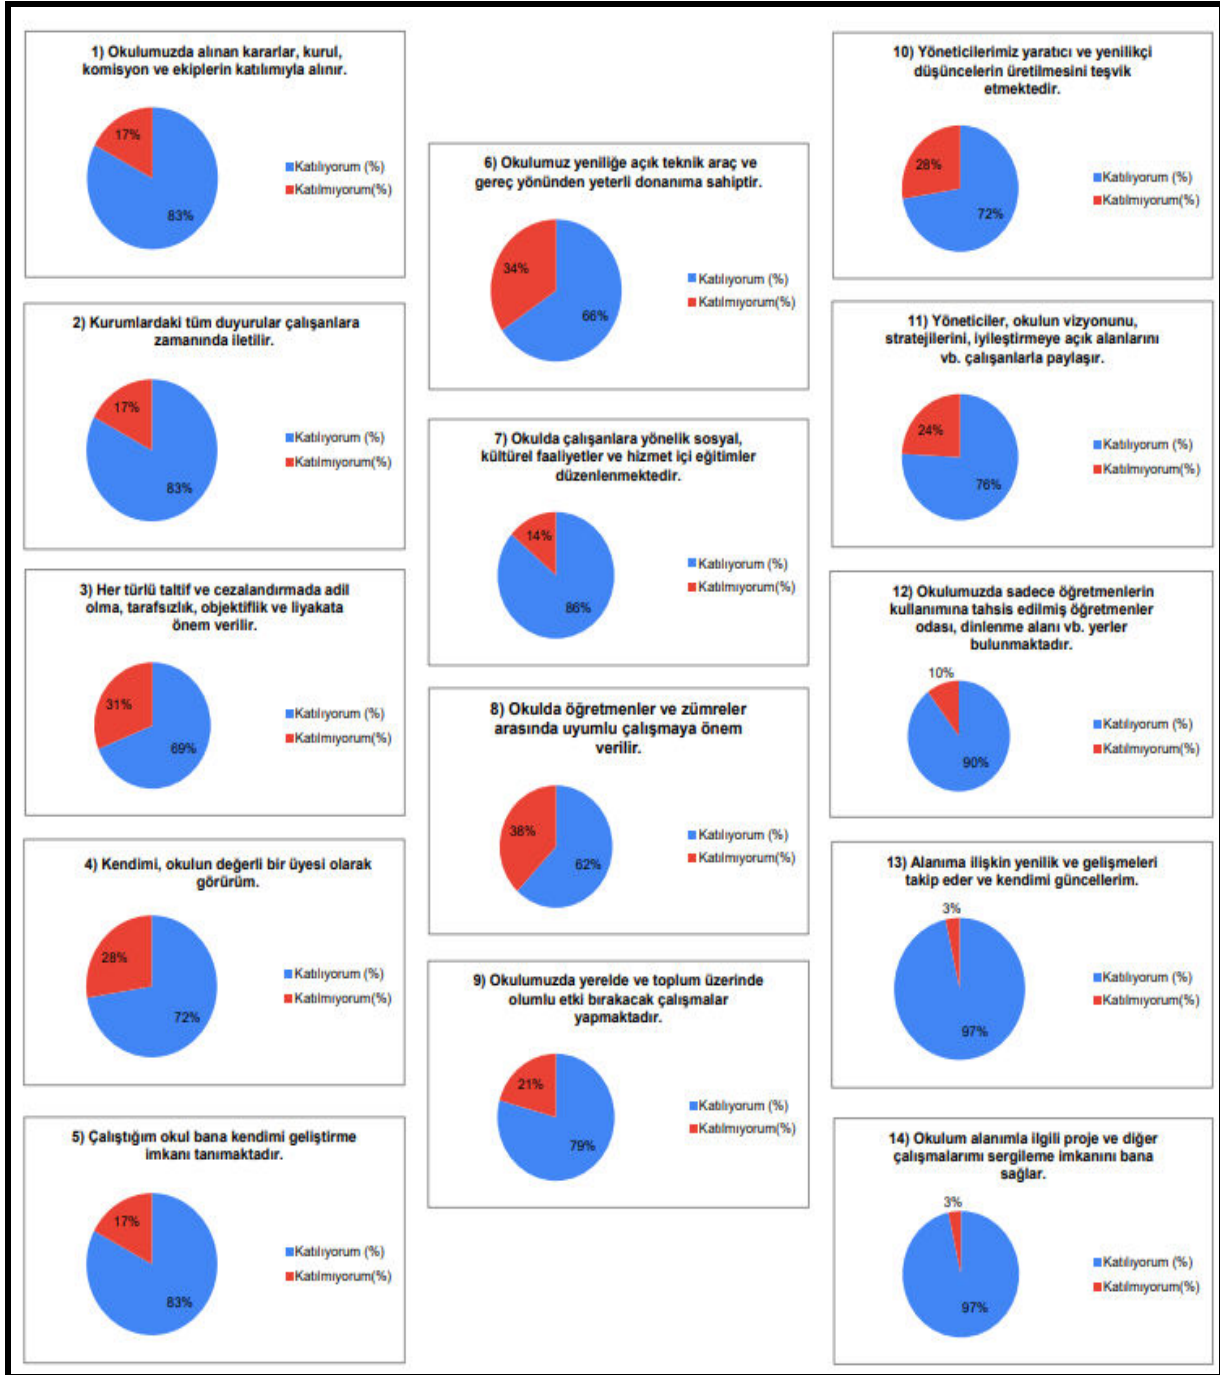 1) Okulumuzda alınan kararlar, kurul,
komisyon ve ekiplerin katılımıyla alınır.
17%
83%
Katılıyorum (%)
Katılmıyorum(%)
2) Kurumlardaki tüm duyurular çalışanlara
zamanında iletilir.
17%
83%
Katılıyorum (%)
Katılmıyorum(%)
3) Her türlü taltif ve cezalandırmada adil
olma, tarafsızlık, objektiflik ve liyakata
önem verilir.
31%
69%
Katılıyorum (%)
Katılmıyorum(%)
4) Kendimi, okulun değerli bir üyesi olarak
görürüm.
28%
72%
Katılıyorum (%)
Katılmıyorum(%)
5) Çalıştığım okul bana kendimi geliştirme
imkanı tanımaktadır.
17%
83%
Katılıyorum (%)
Katılmıyorum(%)
6) Okulumuz yeniliğe açık teknik araç ve
gereç yönünden yeterli donanıma sahiptir.
34%
66%
Katılıyorum (%)
Katılmıyorum(%)
7) Okulda çalışanlara yönelik sosyal,
kültürel faaliyetler ve hizmet içi eğitimler
düzenlenmektedir.
14%
86%
Katılıyorum (%)
Katılmıyorum(%)
8) Okulda öğretmenler ve zümreler
arasında uyumlu çalışmaya önem
verilir.
38%
62%
Katılıyorum (%)
Katılmıyorum(%)
9) Okulumuzda yerelde ve toplum üzerinde
olumlu etki bırakacak çalışmalar
yapmaktadır.
21%
79%
Katılıyorum (%)
Katılmıyorum(%)
10) Yöneticilerimiz yaratıcı ve yenilikçi
düşüncelerin üretilmesini teşvik
etmektedir.
28%
72%
Katılıyorum (%)
Katılmıyorum(%)
11) Yöneticiler, okulun vizyonunu,
stratejilerini, iyileştirmeye açık alanlarını
vb. çalışanlarla paylaşır.
24%
76%
Katılıyorum (%)
Katılmıyorum(%)
12) Okulumuzda sadece öğretmenlerin
kullanımına tahsis edilmiş öğretmenler
odası, dinlenme alanı vb. yerler
bulunmaktadır.
10%
90%
Katılıyorum (%)
Katılmıyorum(%)
13) Alanıma ilişkin yenilik ve gelişmeleri
takip eder ve kendimi güncellerim.
3%
97%
Katılıyorum (%)
Katılmıyorum(%)
14) Okulum alanımla ilgili proje ve diğer
çalışmalarımı sergileme imkanını bana
sağlar.
3%
97%
Katılıyorum (%)
Katılmıyorum(%)